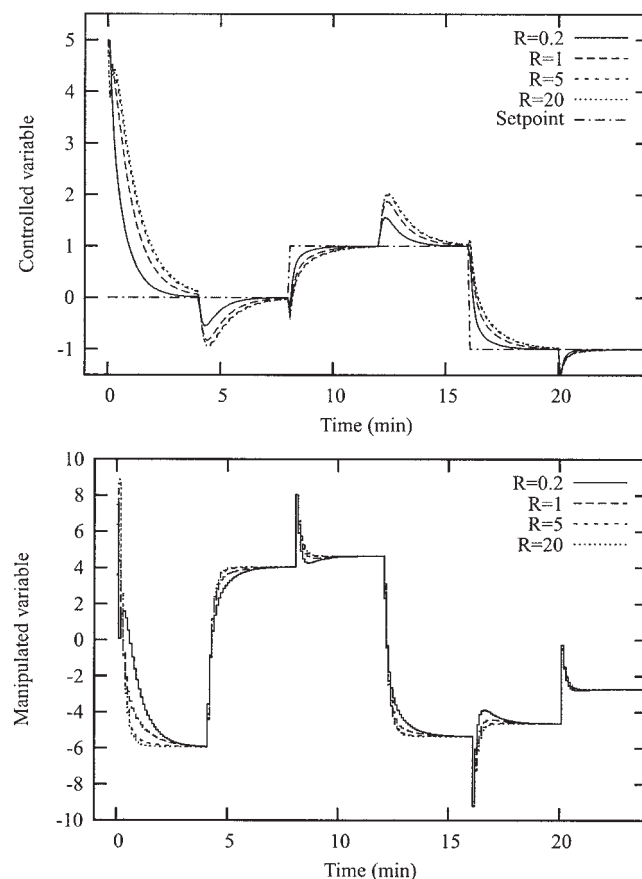 Controlled variable
5
4
3
2
1
0
-1
R=0.2
R=1
R=5
R=20
Setpoint
0
5
10
15
20
Time (min)
Manipulated variable
10
8
6
4
2
0
-2
-4
-6
-8
-10
R=0.2
R=1
R=5
R=20
0
5
10
15
20
Time (min)